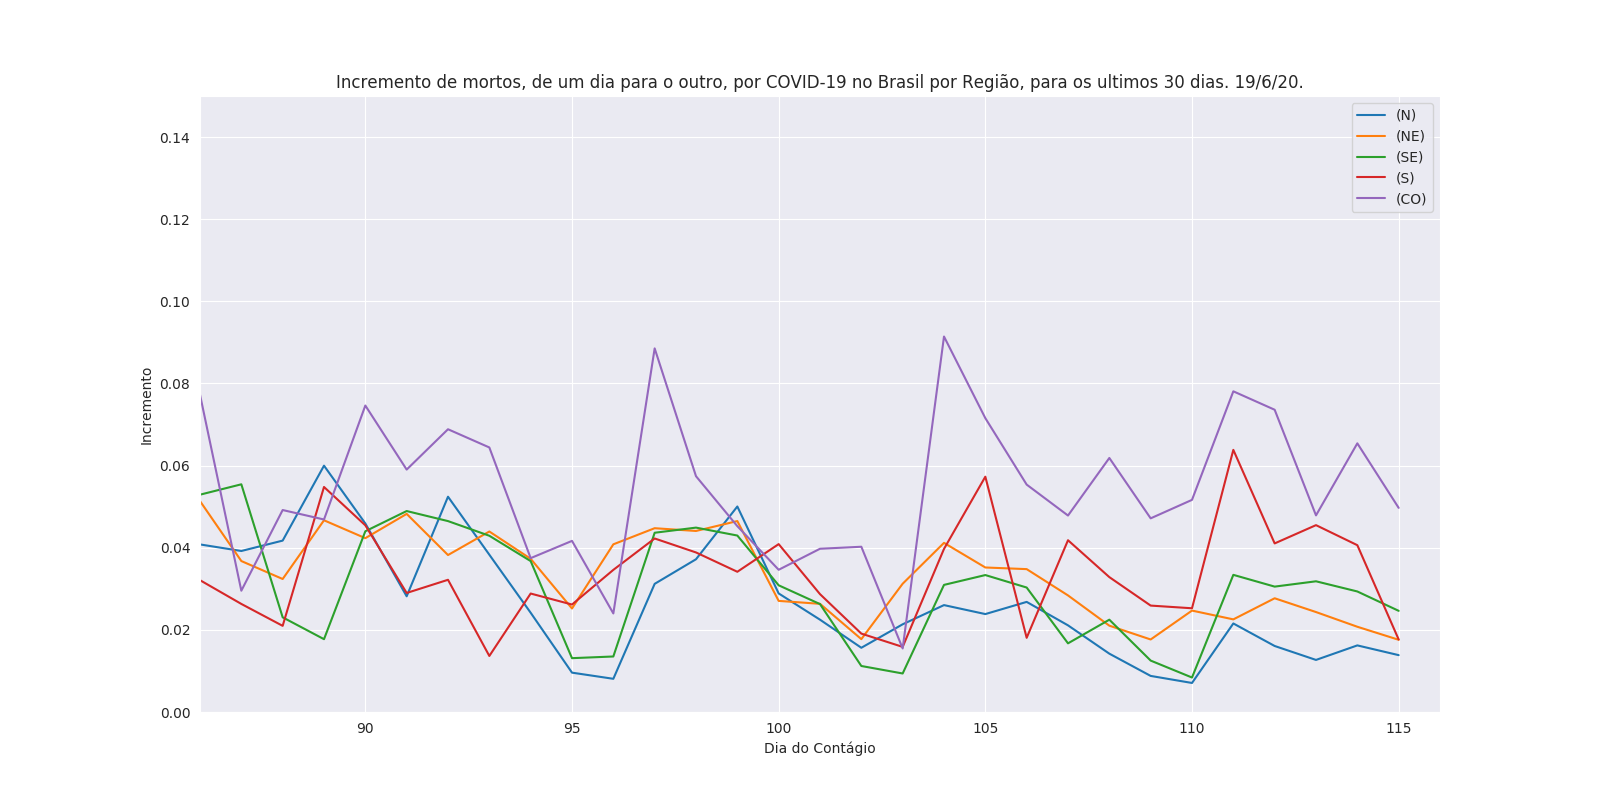 Incremento de mortos, de um dia para o outro, por COVID-19 no Brasil por Região, para os ultimos 30 dias. 19/6/20.
(N)
(NE)
(SE)
(S)
(CO)
Incremento
0.14
0.12
0.10
0.08
0.06
0.04
0.02
0.00
90 95 100 105 110 115
Dia do Contágio